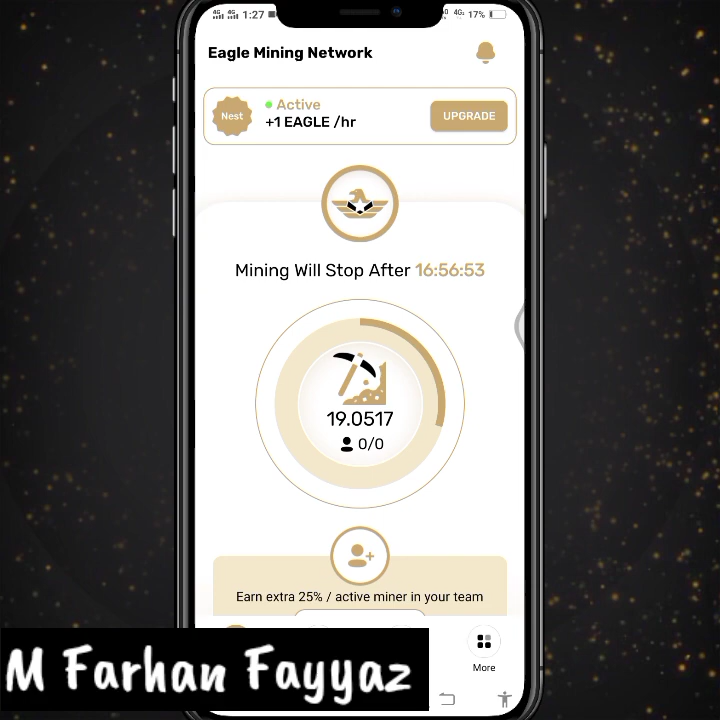 1:27
4G 17%
Eagle Mining Network
Nest
Active
+1 EAGLE /hr
UPGRADE
Mining Will Stop After 16:56:53
19.0517
0/0
Earn extra 25% / active miner in your team
More
M Farhan Fayyaz